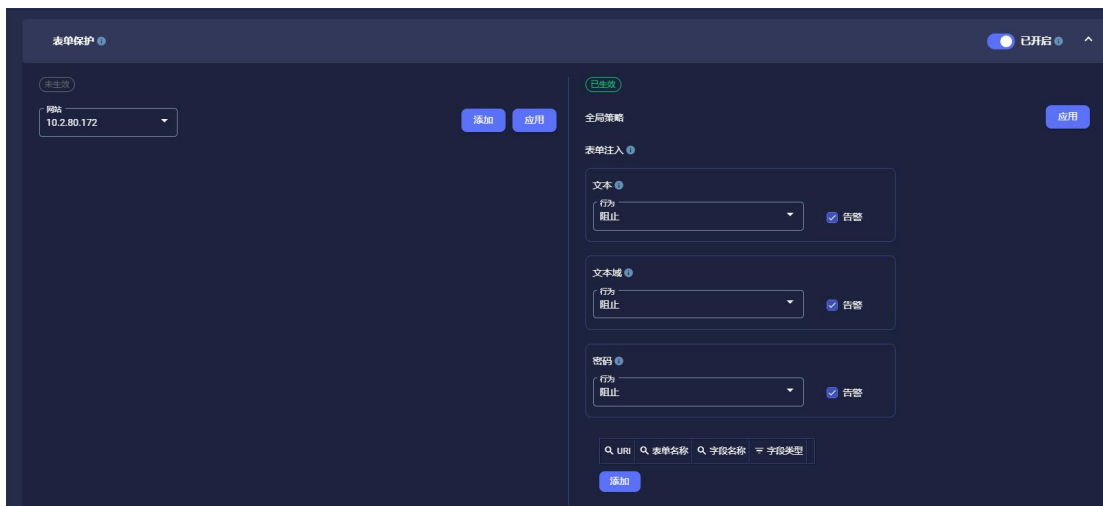 表单保护
已开启
未生效
网站
10.2.80.172
添加
应用
已生效
全局策略
应用
表单注入
文本
行为
阻止
告警
文本域
行为
阻止
告警
密码
行为
阻止
告警
URI 表单名称 字段名称 字段类型
添加